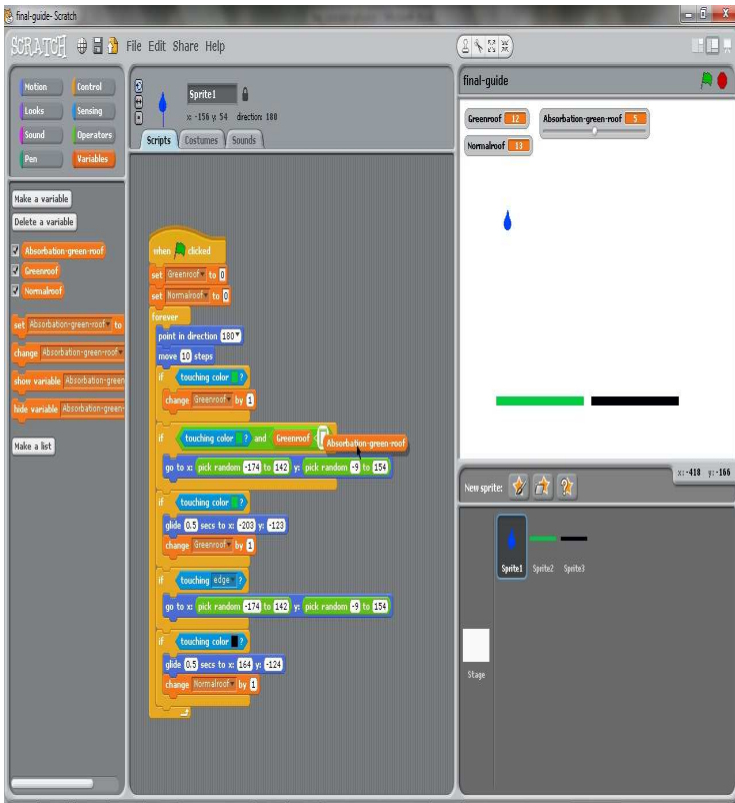 final-guide- Scratch
SCRATCH File Edit Share Help
Motion Control
Looks Sensing
Sound Operators
Pen Variables
Make a variable
Delete a variable
Absorbation-green-roof
Greenroof
Normalroof
set Absorbation-green-roof to
change Absorbation-green-roof
show variable Absorbation-green
hide variable Absorbation-green-
Make a list
Sprite1
x: -156 y: 54 direction: 180
Scripts Costumes Sounds
when clicked
set Greenroof to 0
set Normalroof to 0
forever
point in direction 180
move 10 steps
if touching color ?
change Greenroof by 1
if touching color ? and Greenroof < Absorbation-green-roof
go to x: pick random -174 to 142 y: pick random -9 to 154
if touching color ?
glide 0.5 secs to x: -203 y: -123
change Greenroof by 1
if touching edge ?
go to x: pick random -174 to 142 y: pick random -9 to 154
if touching color ?
glide 0.5 secs to x: 164 y: -124
change Normalroof by 1
final-guide
Greenroof 12 Absorbation-green-roof 5
Normalroof 13
x: -418 y: -166
New sprite:
Sprite1 Sprite2 Sprite3
Stage